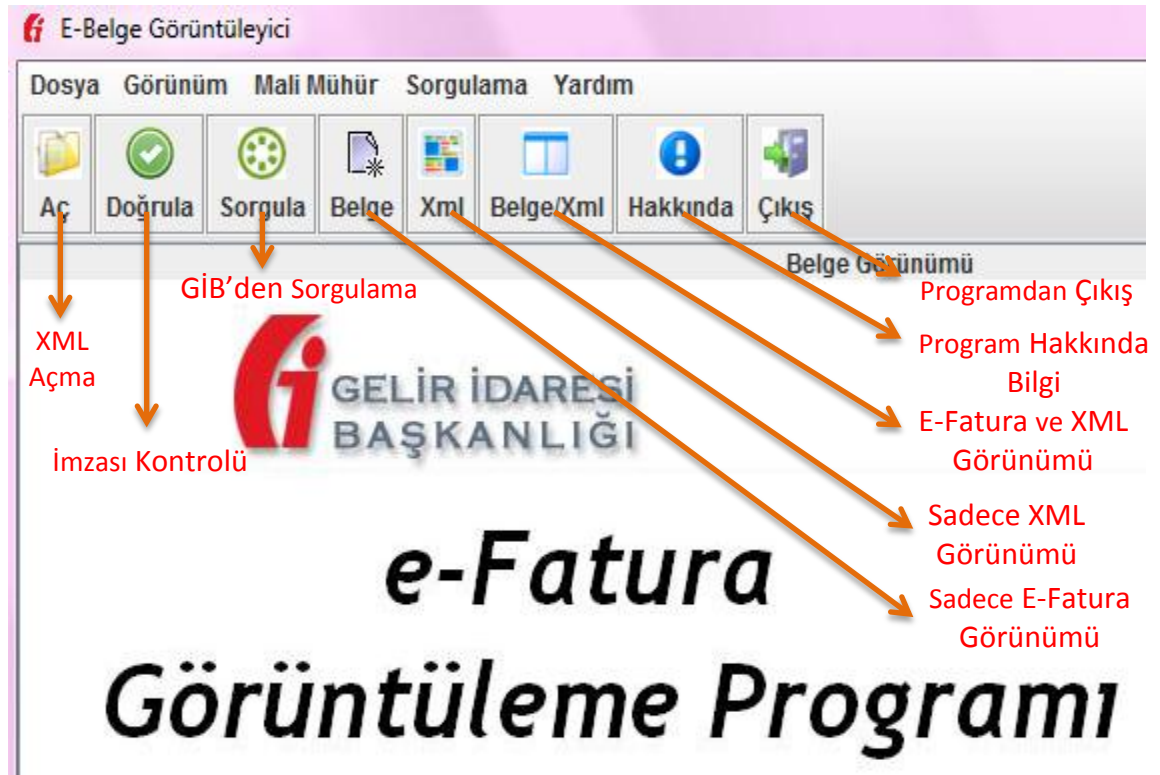 E-Belge Görüntüleyici
Dosya Görünüm Mali Mühür Sorgulama Yardım
Aç Doğrula Sorgula Belge Xml Belge/Xml Hakkında Çıkış
Belge Görünümü
GİB’den Sorgulama
Programdan Çıkış
XML
Açma
Program Hakkında
Bilgi
GELİR İDARESİ
BAŞKANLIĞI
E-Fatura ve XML
Görünümü
İmzası Kontrolü
Sadece XML
Görünümü
e-Fatura
Sadece E-Fatura
Görünümü
Görüntüleme Programı